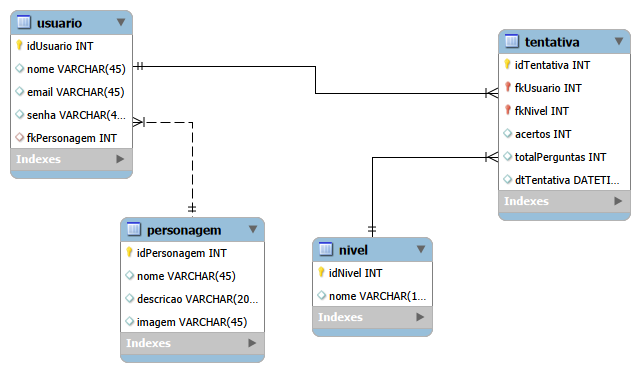 usuario
idUsuario INT
nome VARCHAR(45)
email VARCHAR(45)
senha VARCHAR(4...
fkPersonagem INT
Indexes
tentativa
idTentativa INT
fkUsuario INT
fkNivel INT
acertos INT
totalPerguntas INT
dtTentativa DATETI...
Indexes
personagem
idPersonagem INT
nome VARCHAR(45)
descricao VARCHAR(20...
imagem VARCHAR(45)
Indexes
nivel
idNivel INT
nome VARCHAR(1...
Indexes